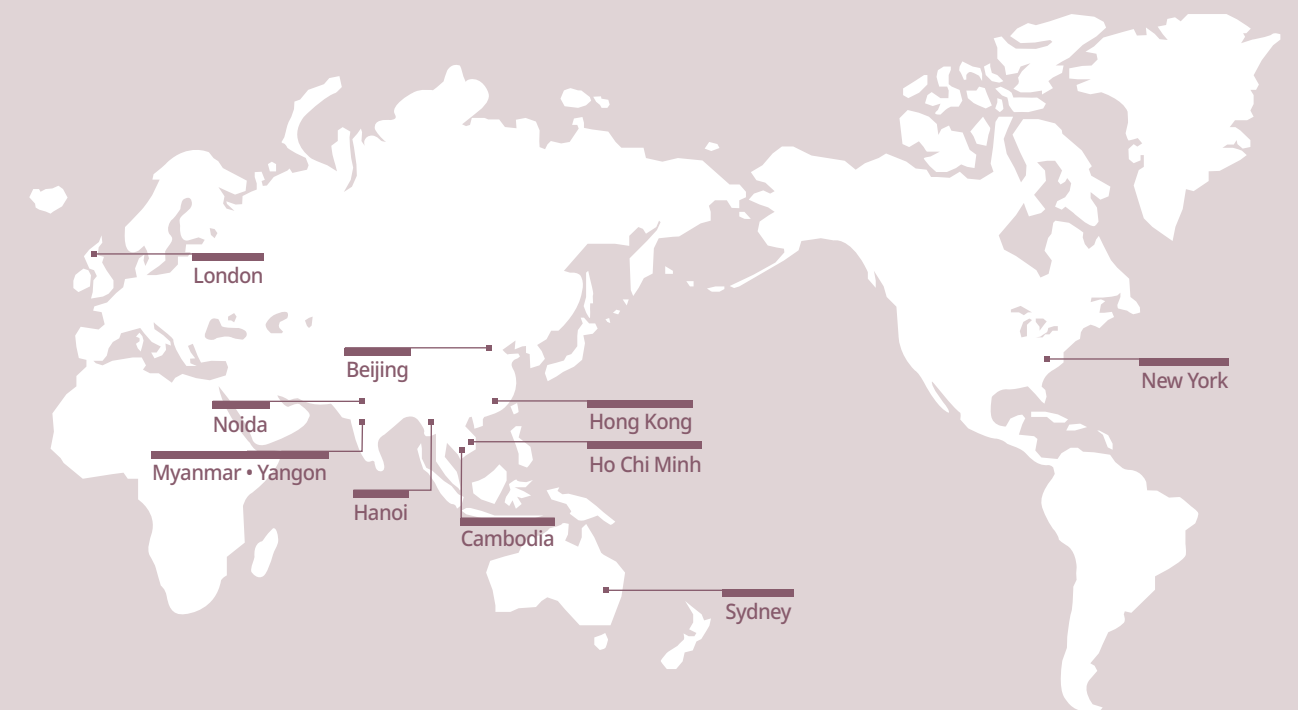 London
Beijing
New York
Noida
Hong Kong
Myanmar • Yangon
Ho Chi Minh
Hanoi
Cambodia
Sydney